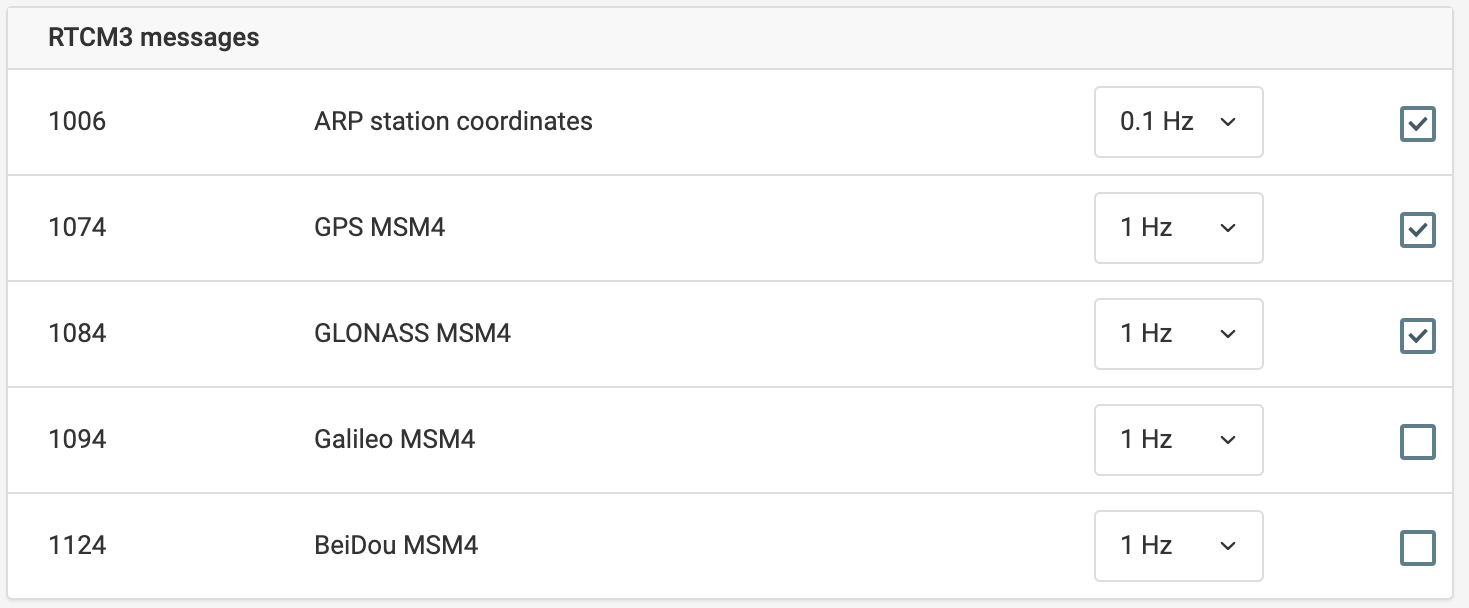 RTCM3 messages
1006 ARP station coordinates 0.1 Hz
1074 GPS MSM4 1 Hz
1084 GLONASS MSM4 1 Hz
1094 Galileo MSM4 1 Hz
1124 BeiDou MSM4 1 Hz